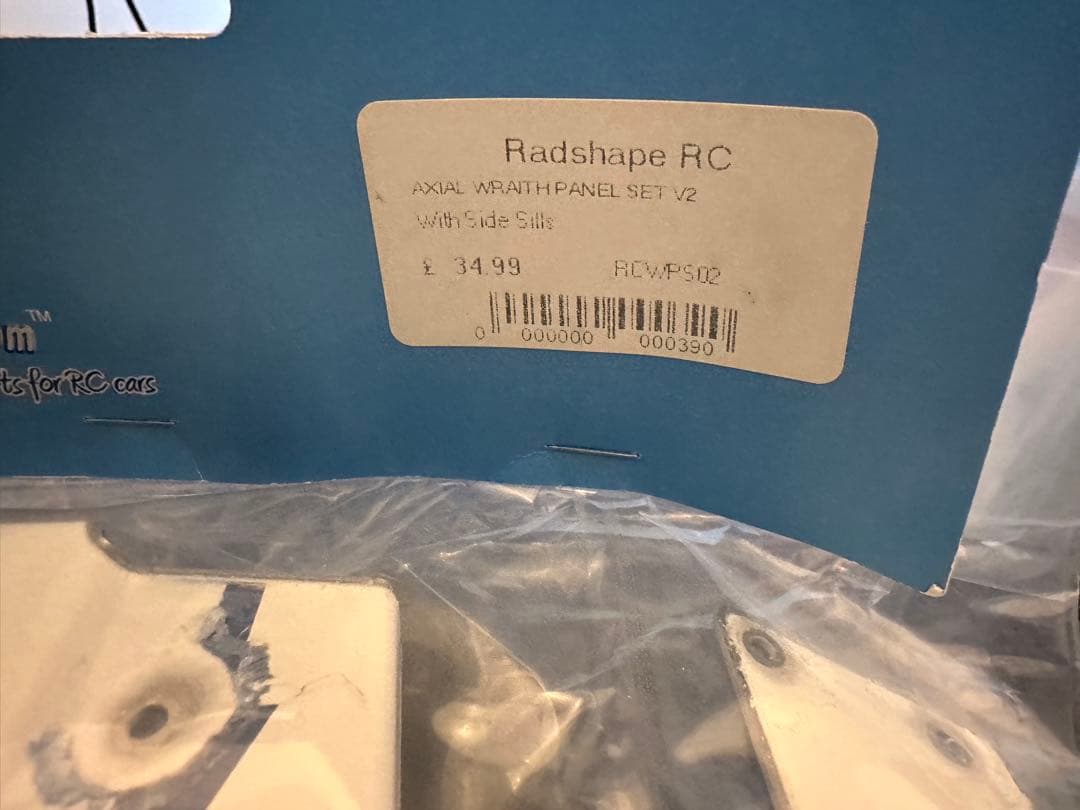 Radshape RC
AXIAL WRAITH PANEL SET V2
With Side Sills
£ 34.99 RCWPS02
0 000000 000390
m™
ts for RC cars